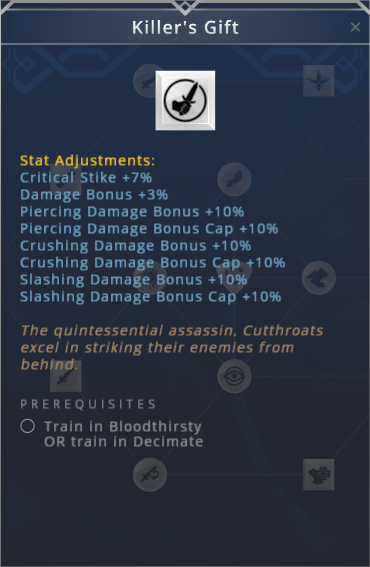 Killer's Gift
Stat Adjustments:
Critical Stike +7%
Damage Bonus +3%
Piercing Damage Bonus +10%
Piercing Damage Bonus Cap +10%
Crushing Damage Bonus +10%
Crushing Damage Bonus Cap +10%
Slashing Damage Bonus +10%
Slashing Damage Bonus Cap +10%
The quintessential assassin, Cutthroats
excel in striking their enemies from
behind.
PREREQUISITES
Train in Bloodthirsty
OR train in Decimate